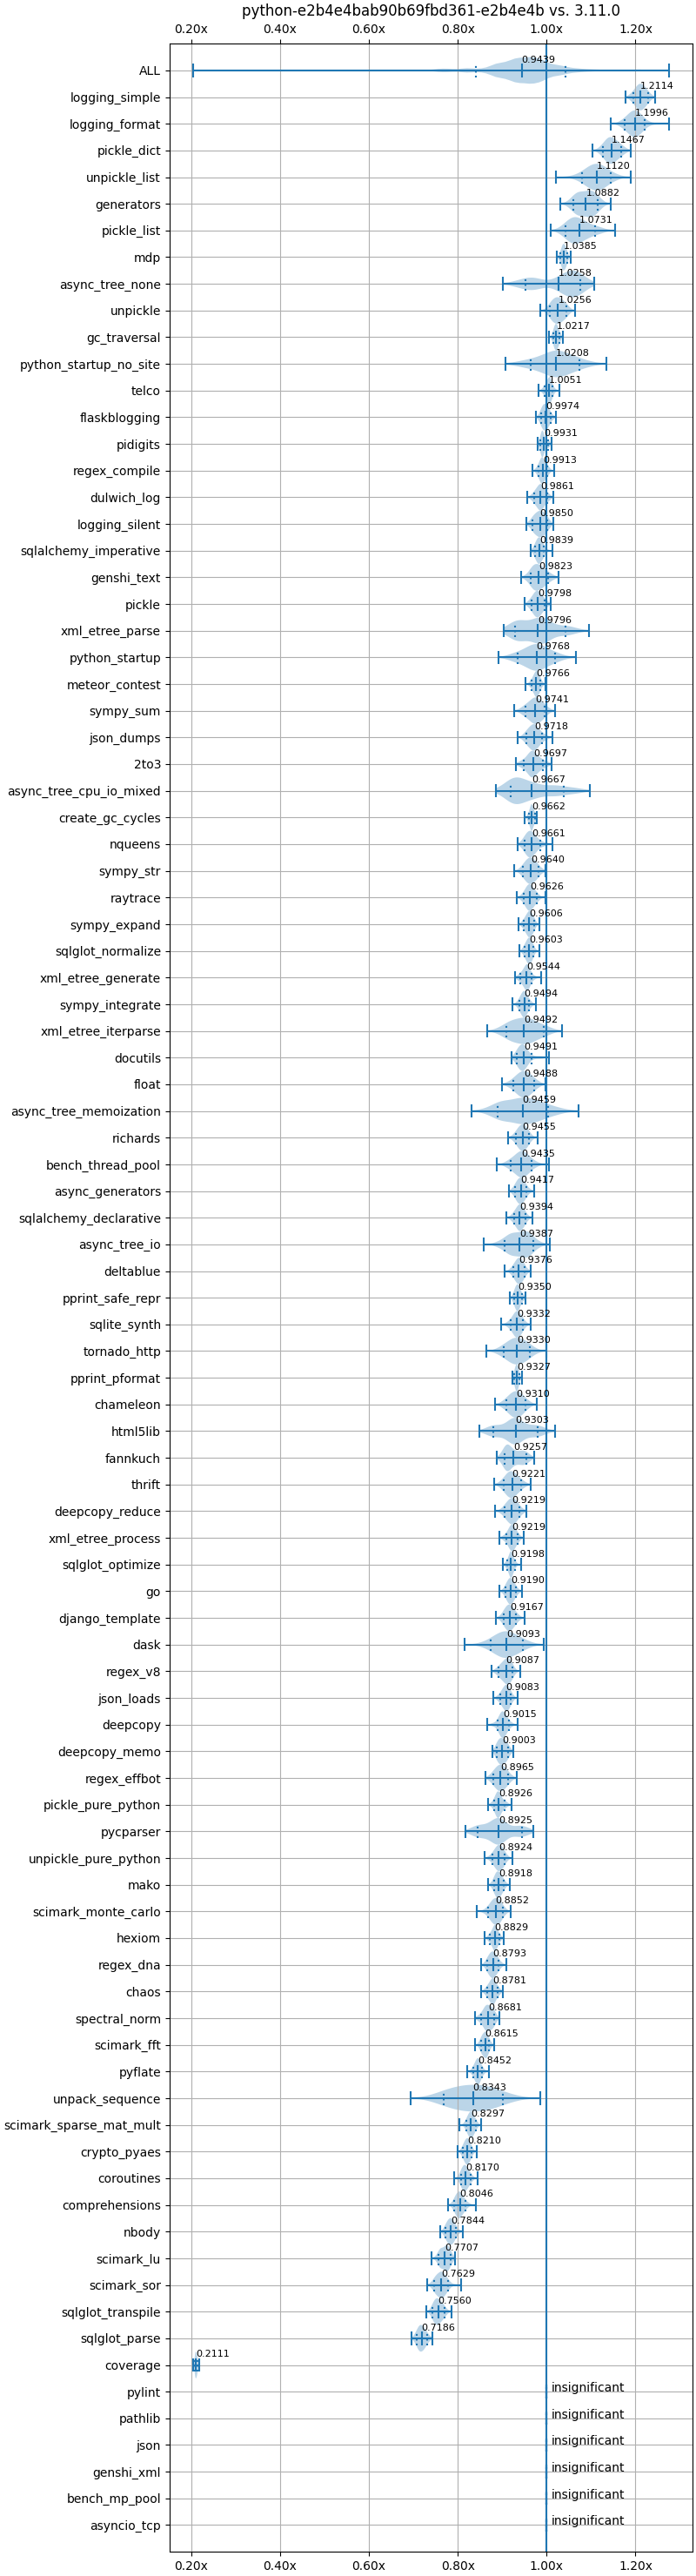 python-e2b4e4bab90b69fbd361-e2b4e4b vs. 3.11.0
0.20x 0.40x 0.60x 0.80x 1.00x 1.20x
ALL 0.9439
logging_simple 1.2114
logging_format 1.1996
pickle_dict 1.1467
unpickle_list 1.1120
generators 1.0882
pickle_list 1.0731
mdp 1.0385
async_tree_none 1.0258
unpickle 1.0256
gc_traversal 1.0217
python_startup_no_site 1.0208
telco 1.0051
flaskblogging 0.9974
pidigits 0.9931
regex_compile 0.9913
dulwich_log 0.9861
logging_silent 0.9850
sqlalchemy_imperative 0.9839
genshi_text 0.9823
pickle 0.9798
xml_etree_parse 0.9796
python_startup 0.9768
meteor_contest 0.9766
sympy_sum 0.9741
json_dumps 0.9718
2to3 0.9697
async_tree_cpu_io_mixed 0.9667
create_gc_cycles 0.9662
nqueens 0.9661
sympy_str 0.9640
raytrace 0.9626
sympy_expand 0.9606
sqlglot_normalize 0.9603
xml_etree_generate 0.9544
sympy_integrate 0.9494
xml_etree_iterparse 0.9492
docutils 0.9491
float 0.9488
async_tree_memoization 0.9459
richards 0.9455
bench_thread_pool 0.9435
async_generators 0.9417
sqlalchemy_declarative 0.9394
async_tree_io 0.9387
deltablue 0.9376
pprint_safe_repr 0.9350
sqlite_synth 0.9332
tornado_http 0.9330
pprint_pformat 0.9327
chameleon 0.9310
html5lib 0.9303
fannkuch 0.9257
thrift 0.9221
deepcopy_reduce 0.9219
xml_etree_process 0.9219
sqlglot_optimize 0.9198
go 0.9190
django_template 0.9167
dask 0.9093
regex_v8 0.9087
json_loads 0.9083
deepcopy 0.9015
deepcopy_memo 0.9003
regex_effbot 0.8965
pickle_pure_python 0.8926
pycparser 0.8925
unpickle_pure_python 0.8924
mako 0.8918
scimark_monte_carlo 0.8852
hexiom 0.8829
regex_dna 0.8793
chaos 0.8781
spectral_norm 0.8681
scimark_fft 0.8615
pyflate 0.8452
unpack_sequence 0.8343
scimark_sparse_mat_mult 0.8297
crypto_pyaes 0.8210
coroutines 0.8170
comprehensions 0.8046
nbody 0.7844
scimark_lu 0.7707
scimark_sor 0.7629
sqlglot_transpile 0.7560
sqlglot_parse 0.7186
coverage 0.2111
pylint insignificant
pathlib insignificant
json insignificant
genshi_xml insignificant
bench_mp_pool insignificant
asyncio_tcp insignificant
0.20x 0.40x 0.60x 0.80x 1.00x 1.20x